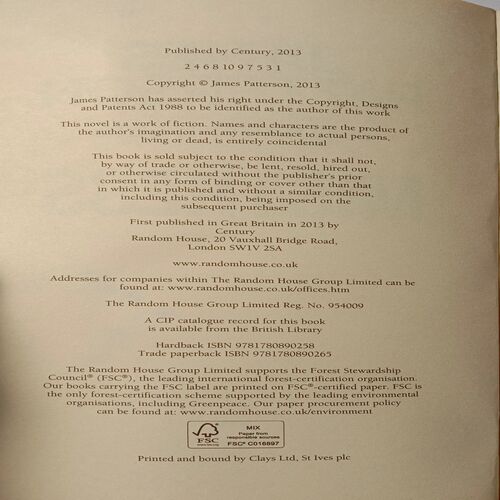 Published by Century, 2013
2 4 6 8 10 9 7 5 3 1
Copyright © James Patterson, 2013
James Patterson has asserted his right under the Copyright, Designs
and Patents Act 1988 to be identified as the author of this work
This novel is a work of fiction. Names and characters are the product of
the author's imagination and any resemblance to actual persons,
living or dead, is entirely coincidental
This book is sold subject to the condition that it shall not,
by way of trade or otherwise, be lent, resold, hired out,
or otherwise circulated without the publisher's prior
consent in any form of binding or cover other than that
in which it is published and without a similar condition,
including this condition, being imposed on the
subsequent purchaser
First published in Great Britain in 2013 by
Century
Random House, 20 Vauxhall Bridge Road,
London SW1V 2SA
www.randomhouse.co.uk
Addresses for companies within The Random House Group Limited can be
found at: www.randomhouse.co.uk/offices.htm
The Random House Group Limited Reg. No. 954009
A CIP catalogue record for this book
is available from the British Library
Hardback ISBN 9781780890258
Trade paperback ISBN 9781780890265
The Random House Group Limited supports the Forest Stewardship
Council® (FSC®), the leading international forest-certification organisation.
Our books carrying the FSC label are printed on FSC®-certified paper. FSC is
the only forest-certification scheme supported by the leading environmental
organisations, including Greenpeace. Our paper procurement policy
can be found at: www.randomhouse.co.uk/environment
FSC
www.fsc.org
MIX
Paper from
responsible sources
FSC® C016897
Printed and bound by Clays Ltd, St Ives plc